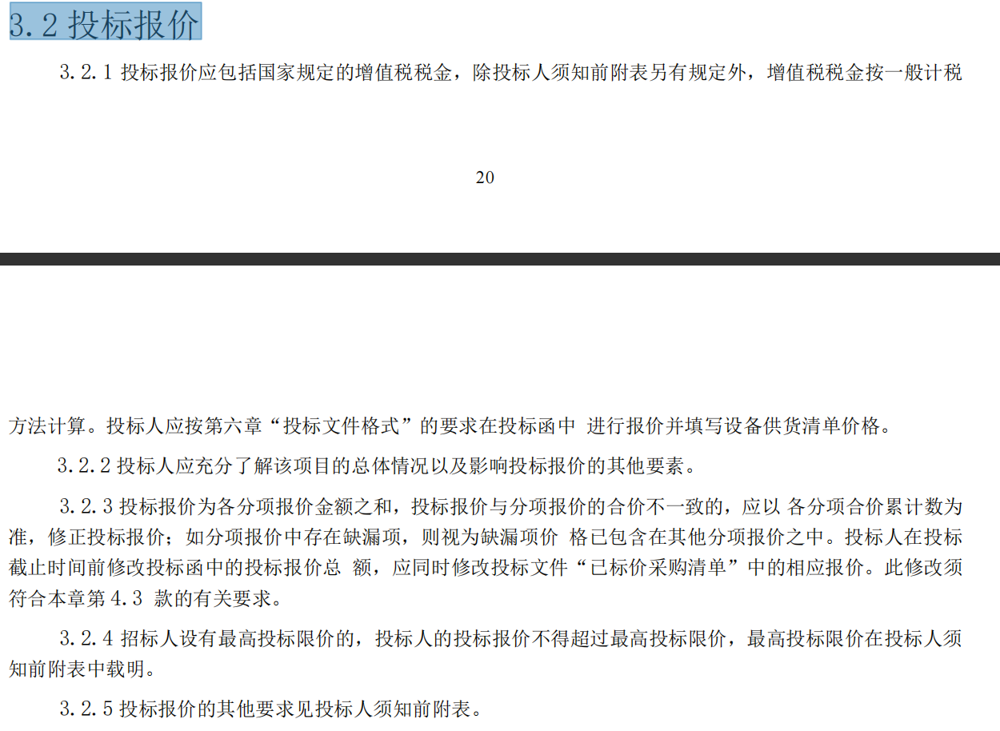 3.2 投标报价
3.2.1 投标报价应包括国家规定的增值税税金，除投标人须知前附表另有规定外，增值税税金按一般计税
20
方法计算。投标人应按第六章“投标文件格式”的要求在投标函中 进行报价并填写设备供货清单价格。
3.2.2 投标人应充分了解该项目的总体情况以及影响投标报价的其他要素。
3.2.3 投标报价为各分项报价金额之和，投标报价与分项报价的合价不一致的，应以 各分项合价累计数为
准，修正投标报价；如分项报价中存在缺漏项，则视为缺漏项价 格已包含在其他分项报价之中。投标人在投标
截止时间前修改投标函中的投标报价总 额，应同时修改投标文件“已标价采购清单”中的相应报价。此修改须
符合本章第 4.3 款的有关要求。
3.2.4 招标人设有最高投标限价的，投标人的投标报价不得超过最高投标限价，最高投标限价在投标人须
知前附表中载明。
3.2.5 投标报价的其他要求见投标人须知前附表。